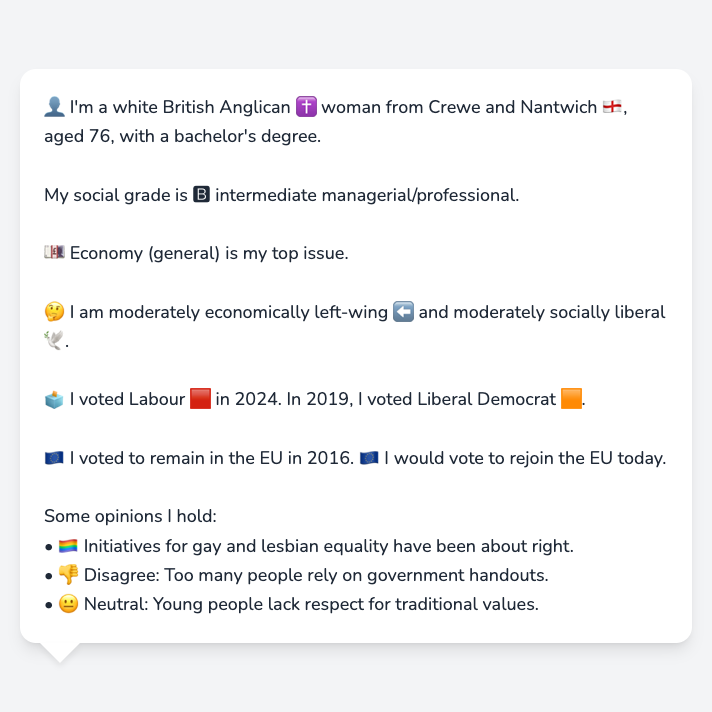 👤 I'm a white British Anglican ✝️ woman from Crewe and Nantwich 🏴󠁧󠁢󠁥󠁮󠁧󠁿,
aged 76, with a bachelor's degree.
My social grade is 🅱 intermediate managerial/professional.
💷 Economy (general) is my top issue.
🤔 I am moderately economically left-wing ⬅️ and moderately socially liberal
🕊️.
🗳️ I voted Labour 🟥 in 2024. In 2019, I voted Liberal Democrat 🟧.
🇪🇺 I voted to remain in the EU in 2016. 🇪🇺 I would vote to rejoin the EU today.
Some opinions I hold:
• 🏳️‍🌈 Initiatives for gay and lesbian equality have been about right.
• 👎 Disagree: Too many people rely on government handouts.
• 😐 Neutral: Young people lack respect for traditional values.